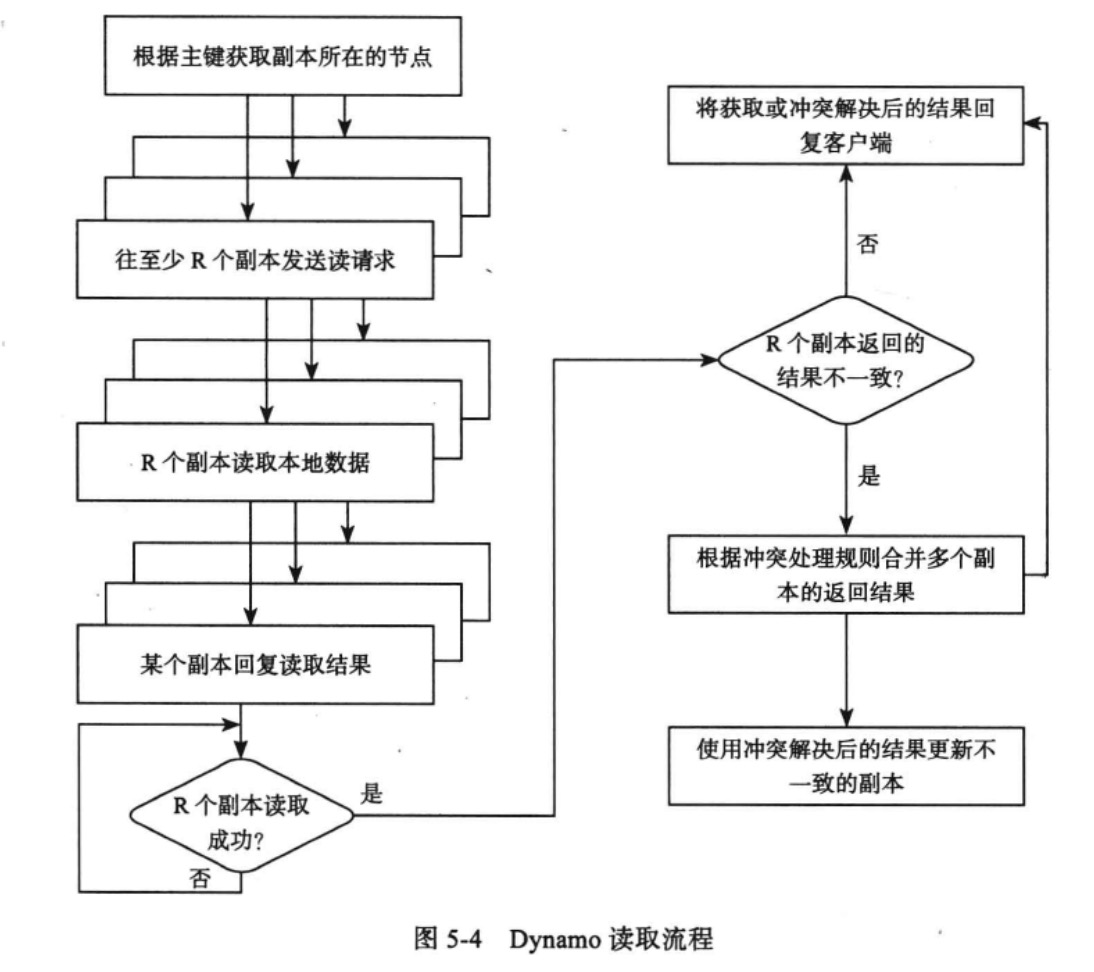 根据主键获取副本所在的节点
往至少 R 个副本发送读请求
R 个副本读取本地数据
某个副本回复读取结果
R 个副本读取
成功?
是
否
将获取或冲突解决后的结果回
复客户端
否
R 个副本返回的
结果不一致?
是
根据冲突处理规则合并多个副
本的返回结果
使用冲突解决后的结果更新不
一致的副本
图 5-4 Dynamo 读取流程